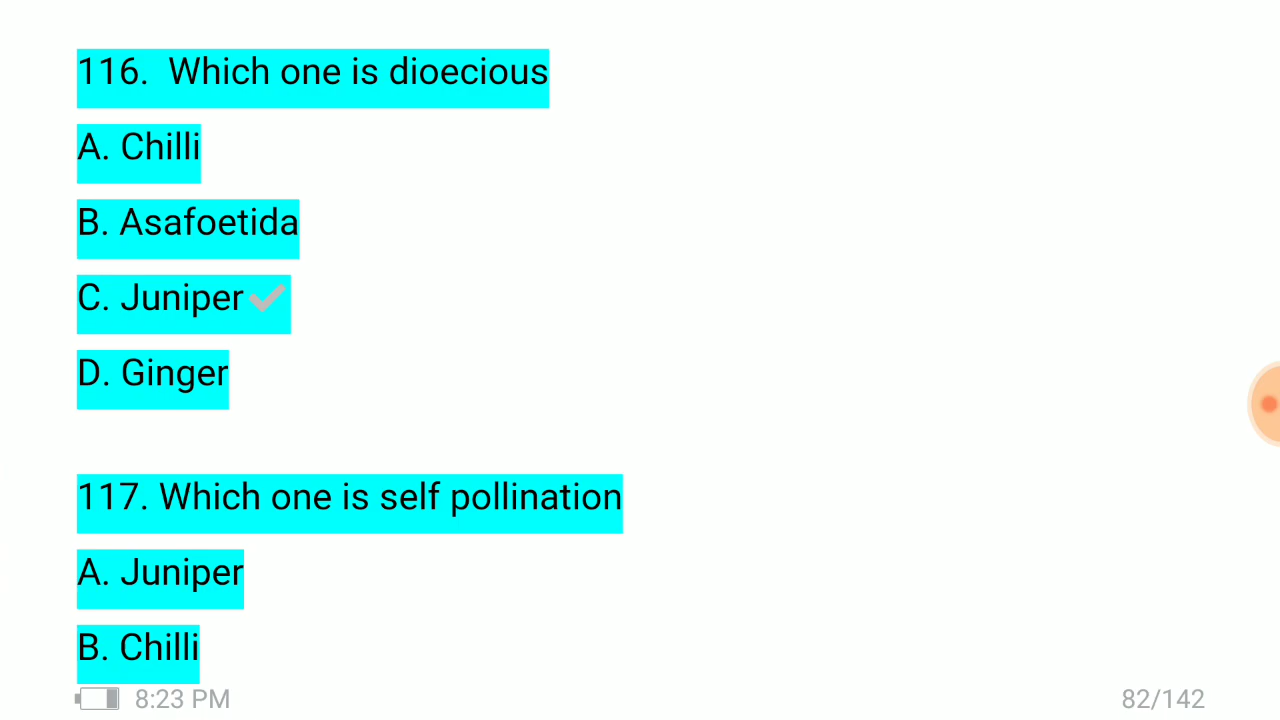 116.  Which one is dioecious
A. Chilli
B. Asafoetida
C. Juniper✔
D. Ginger
117. Which one is self pollination
A. Juniper
B. Chilli
8:23 PM
82/142